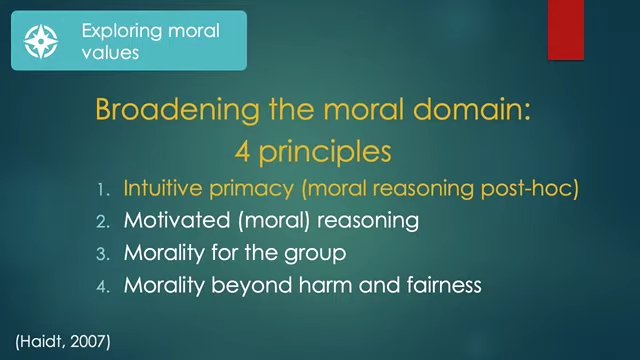 Exploring moral
values
Broadening the moral domain:
4 principles
1. Intuitive primacy (moral reasoning post-hoc)
2. Motivated (moral) reasoning
3. Morality for the group
4. Morality beyond harm and fairness
(Haidt, 2007)